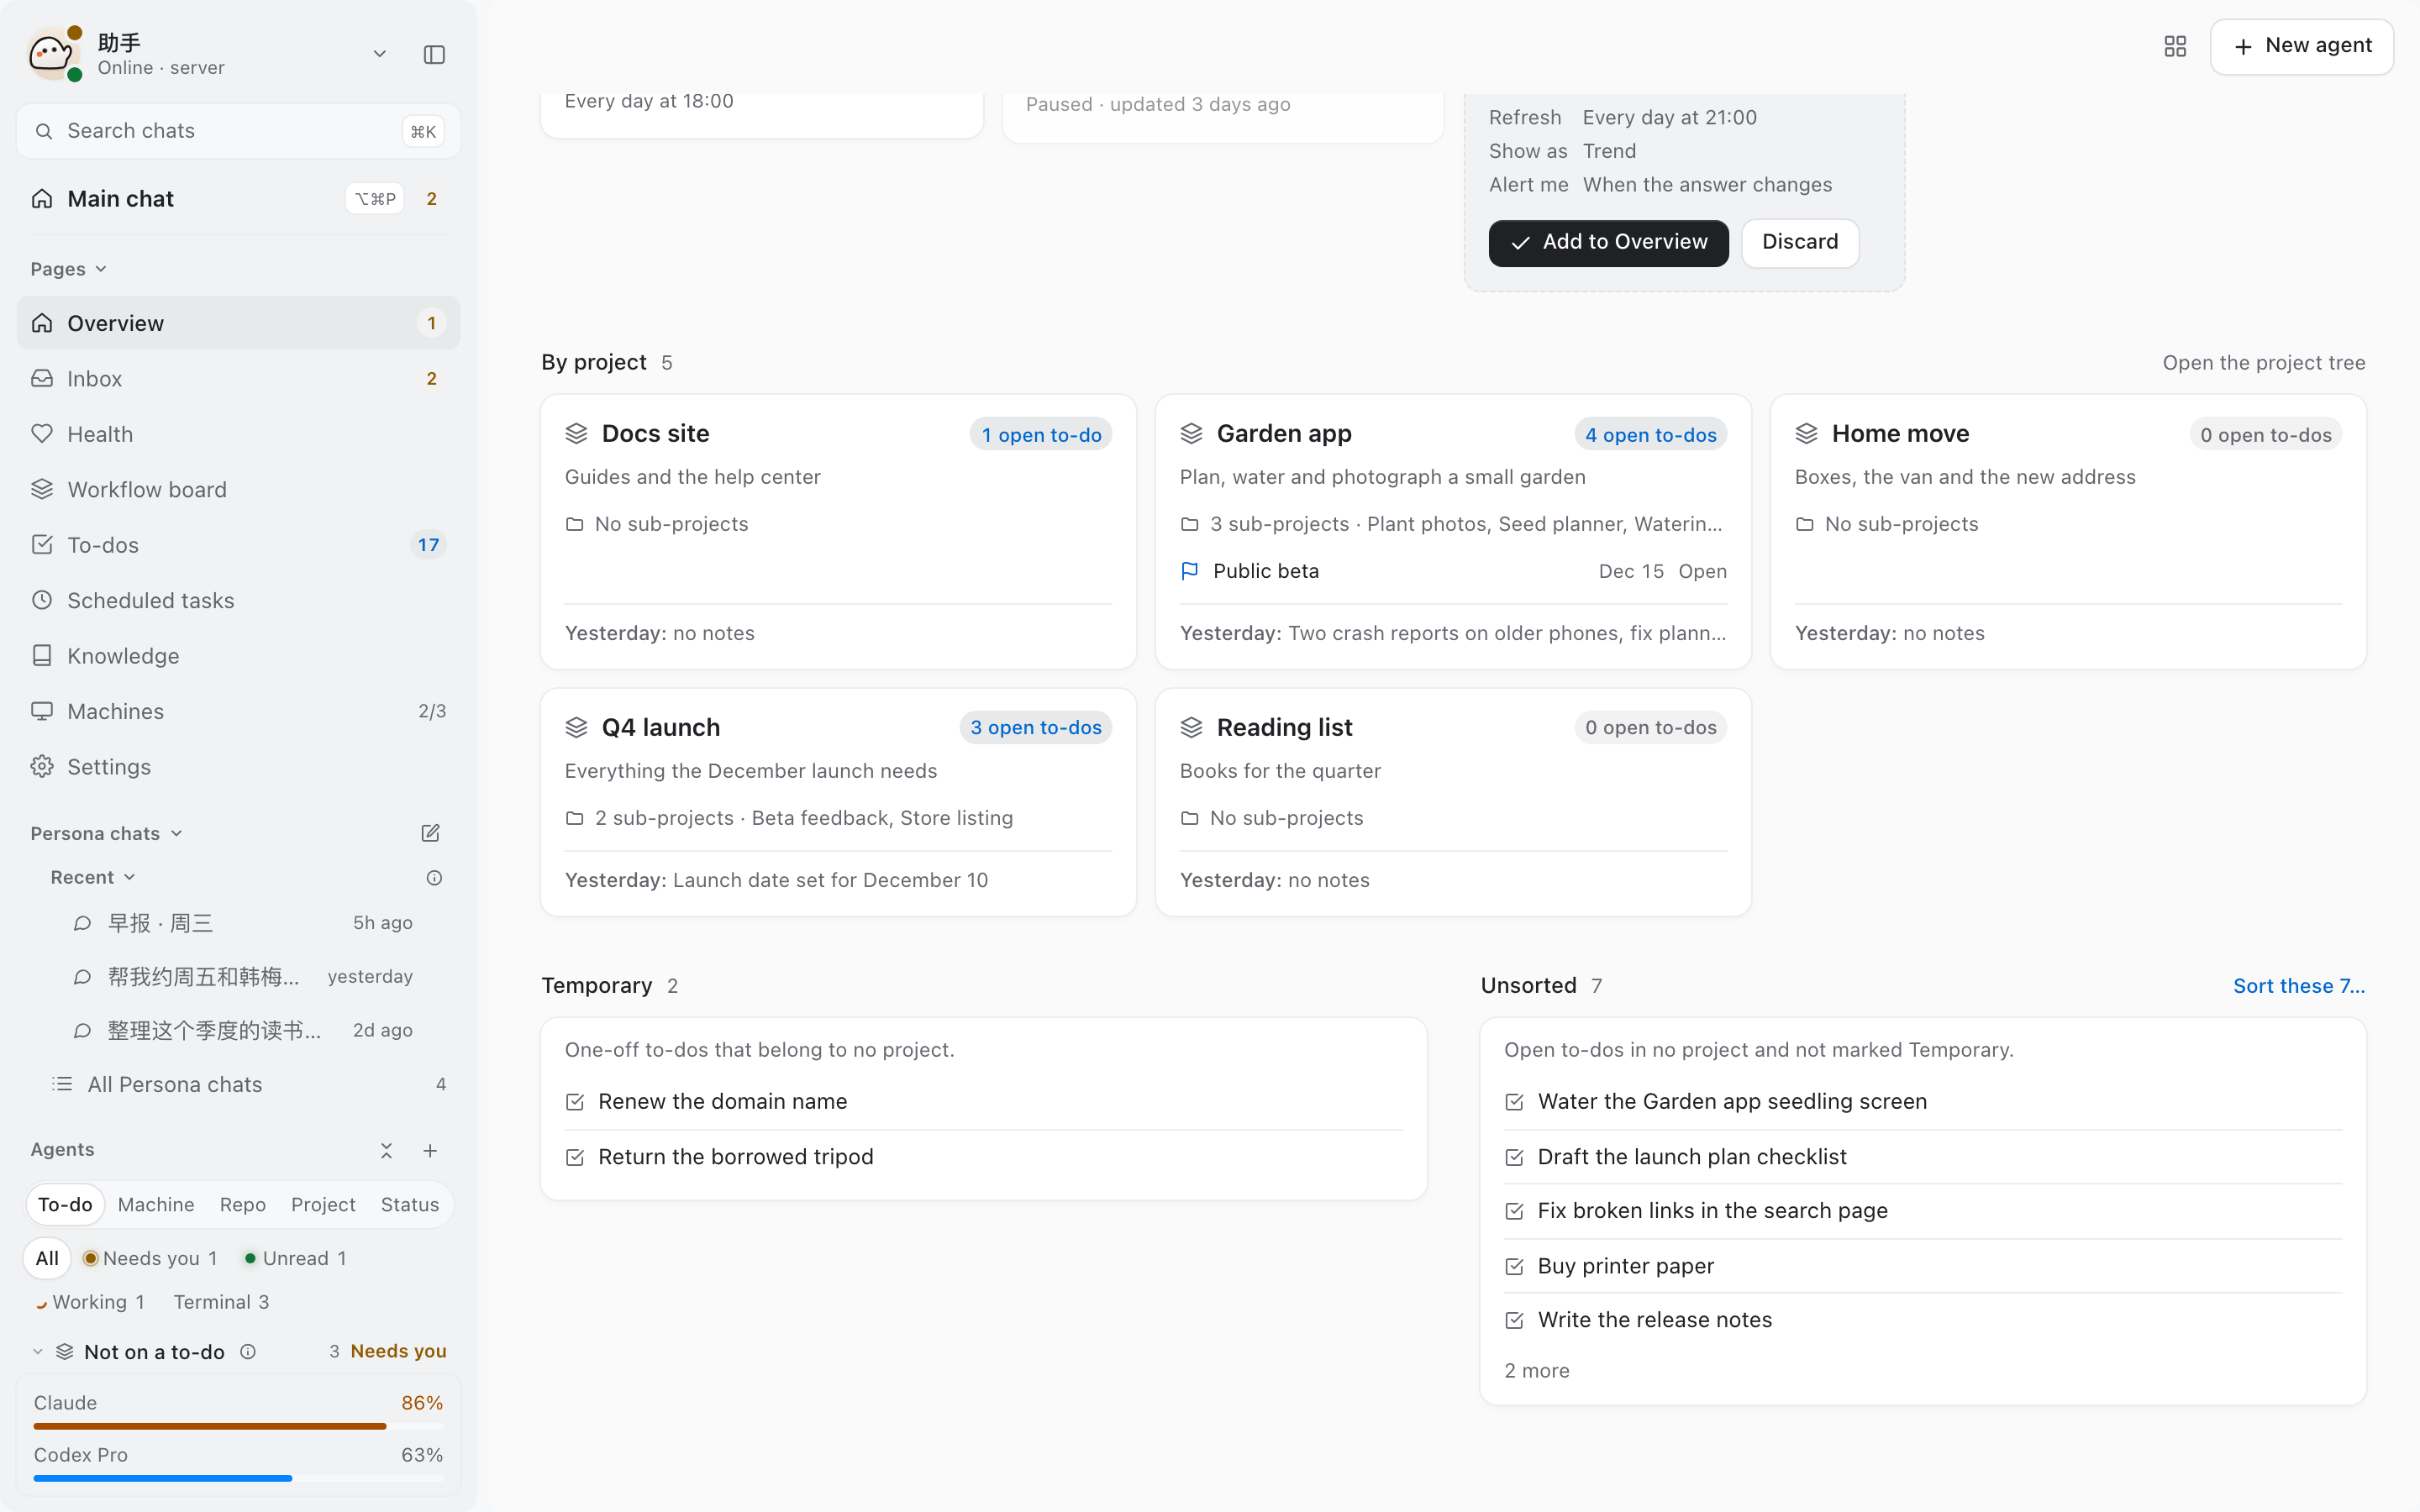 助手
Online · server
Search chats ⌘K
Main chat ⌥⌘P 2
Pages
Overview 1
Inbox 2
Health
Workflow board
To-dos 17
Scheduled tasks
Knowledge
Machines 2/3
Settings
Persona chats
Recent
早报 · 周三 5h ago
帮我约周五和韩梅... yesterday
整理这个季度的读书... 2d ago
All Persona chats 4
Agents
To-do Machine Repo Project Status
All Needs you 1 Unread 1
Working 1 Terminal 3
Not on a to-do 3 Needs you
Claude 86%
Codex Pro 63%
New agent
Every day at 18:00
Paused · updated 3 days ago
Refresh Every day at 21:00
Show as Trend
Alert me When the answer changes
Add to Overview Discard
By project 5 Open the project tree
Docs site 1 open to-do
Guides and the help center
No sub-projects
Yesterday: no notes
Garden app 4 open to-dos
Plan, water and photograph a small garden
3 sub-projects · Plant photos, Seed planner, Waterin...
Public beta Dec 15 Open
Yesterday: Two crash reports on older phones, fix plann...
Home move 0 open to-dos
Boxes, the van and the new address
No sub-projects
Yesterday: no notes
Q4 launch 3 open to-dos
Everything the December launch needs
2 sub-projects · Beta feedback, Store listing
Yesterday: Launch date set for December 10
Reading list 0 open to-dos
Books for the quarter
No sub-projects
Yesterday: no notes
Temporary 2
One-off to-dos that belong to no project.
Renew the domain name
Return the borrowed tripod
Unsorted 7 Sort these 7...
Open to-dos in no project and not marked Temporary.
Water the Garden app seedling screen
Draft the launch plan checklist
Fix broken links in the search page
Buy printer paper
Write the release notes
2 more